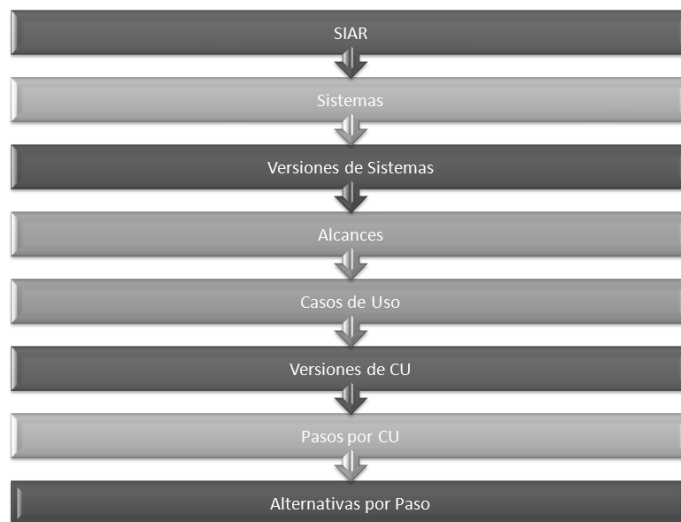 SIAR
Sistemas
Versiones de Sistemas
Alcances
Casos de Uso
Versiones de CU
Pasos por CU
Alternativas por Paso